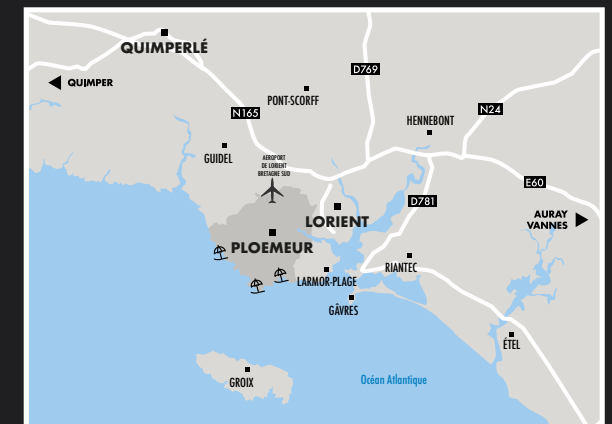 QUIMPERLÉ
D769
QUIMPER
PONT-SCORFF
N165
N24
HENNEBONT
GUIDEL
AÉROPORT
DE LORIENT
BRETAGNE SUD
E60
D781
LORIENT
AURAY
VANNES
PLOEMEUR
RIANTEC
LARMOR-PLAGE
GÂVRES
ÉTEL
GROIX
Océan Atlantique